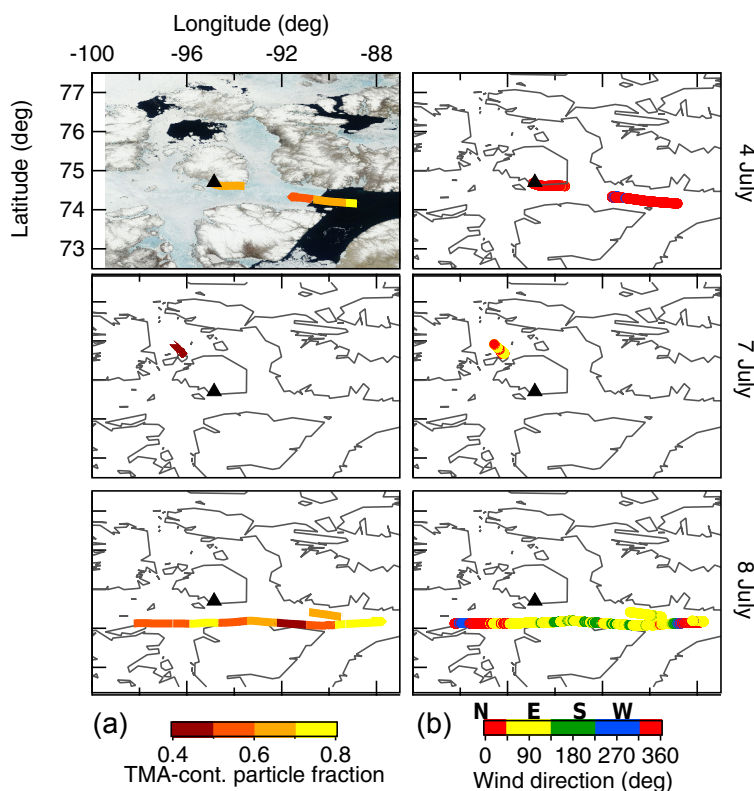 Longitude (deg)
-100 -96 -92 -88
Latitude (deg)
77
76
75
74
73
4 July
7 July
8 July
(a)
0.4 0.6 0.8
TMA-cont. particle fraction
(b)
N E S W
0 90 180 270 360
Wind direction (deg)